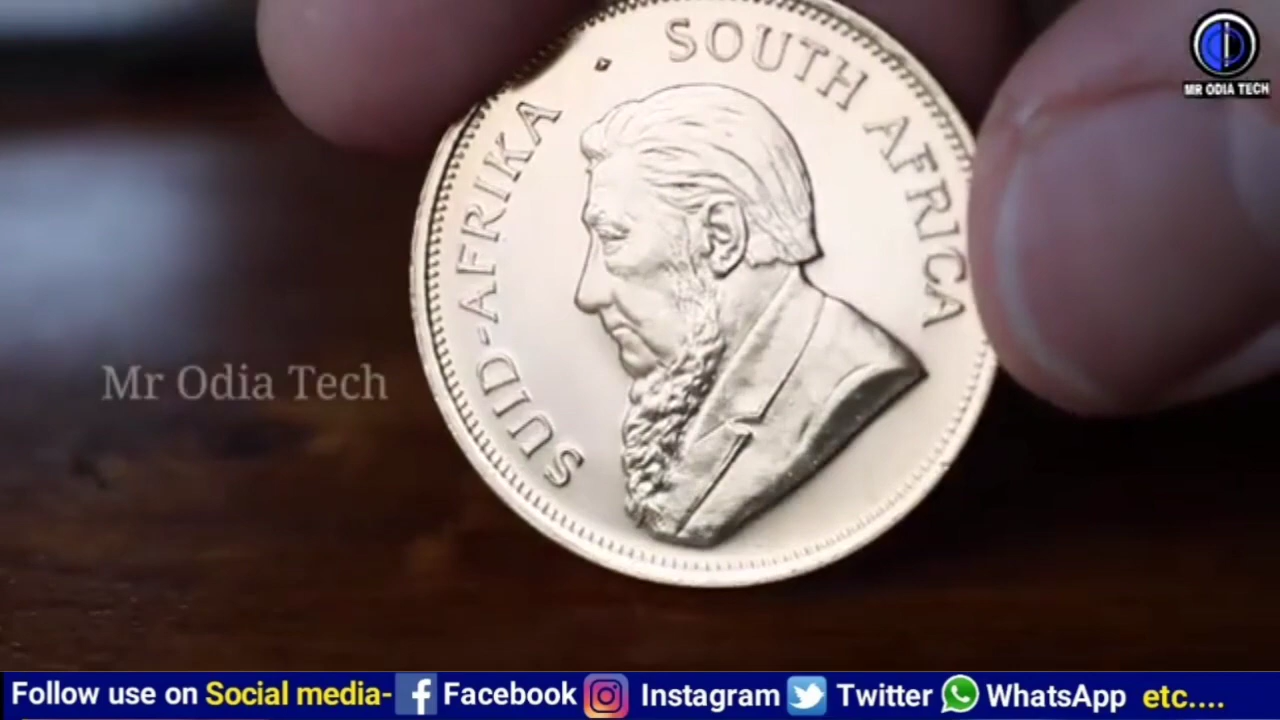 SUID-AFRIKA SOUTH AFRICA
MR ODIA TECH
Mr Odia Tech
Follow use on Social media- Facebook Instagram Twitter WhatsApp etc....